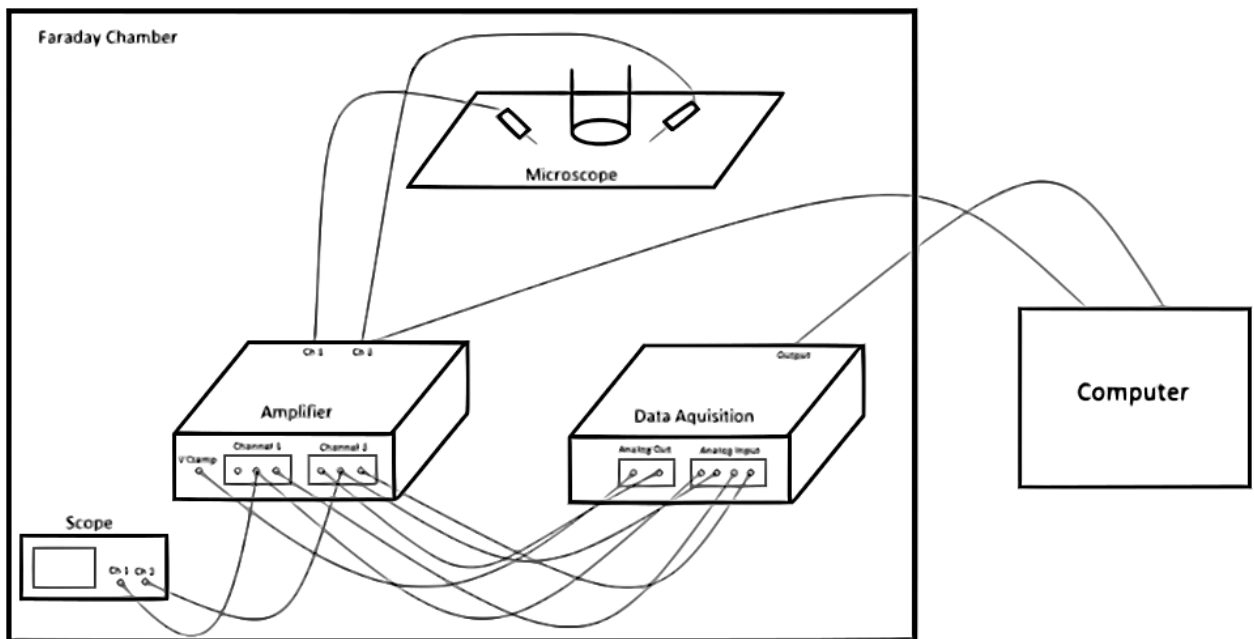 Faraday Chamber
Microscope
Ch 1
Ch 2
Output
Computer
Amplifier
Data Aquisition
Channel 1
Channel 2
V Clamp
Analog Out
Analog Input
Scope
Ch 1
Ch 2